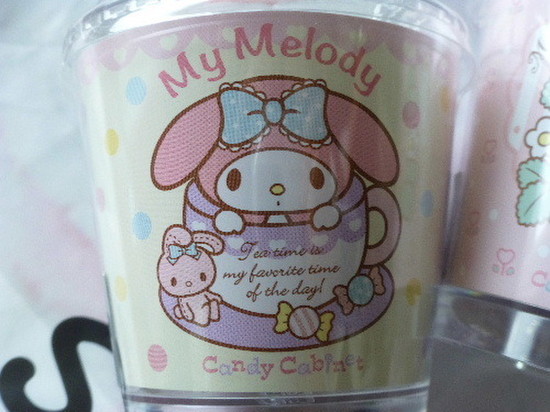 My Melody
Tea time is
my favorite time
of the day!
Candy Cabinet